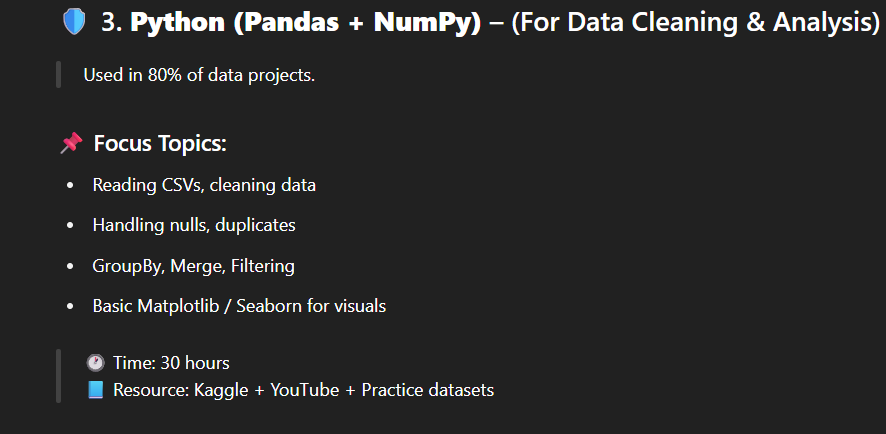 🛡️ 3. Python (Pandas + NumPy) – (For Data Cleaning & Analysis)
Used in 80% of data projects.
📌 Focus Topics:
• Reading CSVs, cleaning data
• Handling nulls, duplicates
• GroupBy, Merge, Filtering
• Basic Matplotlib / Seaborn for visuals
🕐 Time: 30 hours
📘 Resource: Kaggle + YouTube + Practice datasets